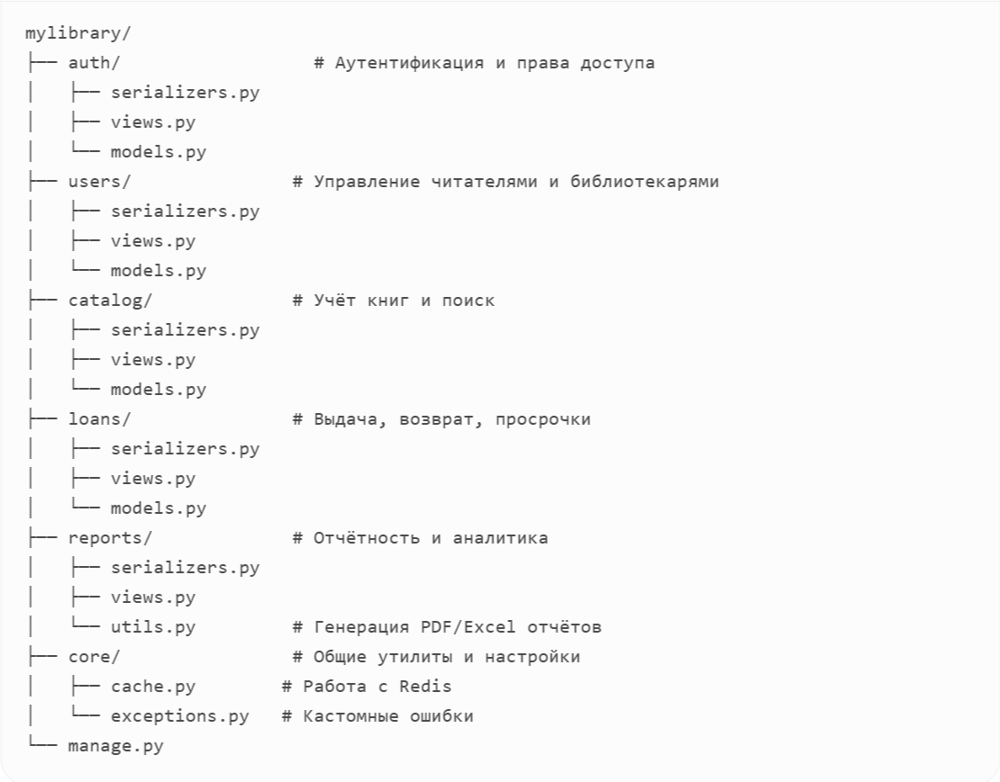 mylibrary/
├── auth/                  # Аутентификация и права доступа
│   ├── serializers.py
│   ├── views.py
│   └── models.py
├── users/               # Управление читателями и библиотекарями
│   ├── serializers.py
│   ├── views.py
│   └── models.py
├── catalog/             # Учёт книг и поиск
│   ├── serializers.py
│   ├── views.py
│   └── models.py
├── loans/               # Выдача, возврат, просрочки
│   ├── serializers.py
│   ├── views.py
│   └── models.py
├── reports/             # Отчётность и аналитика
│   ├── serializers.py
│   ├── views.py
│   └── utils.py         # Генерация PDF/Excel отчётов
├── core/                # Общие утилиты и настройки
│   ├── cache.py        # Работа с Redis
│   └── exceptions.py   # Кастомные ошибки
└── manage.py